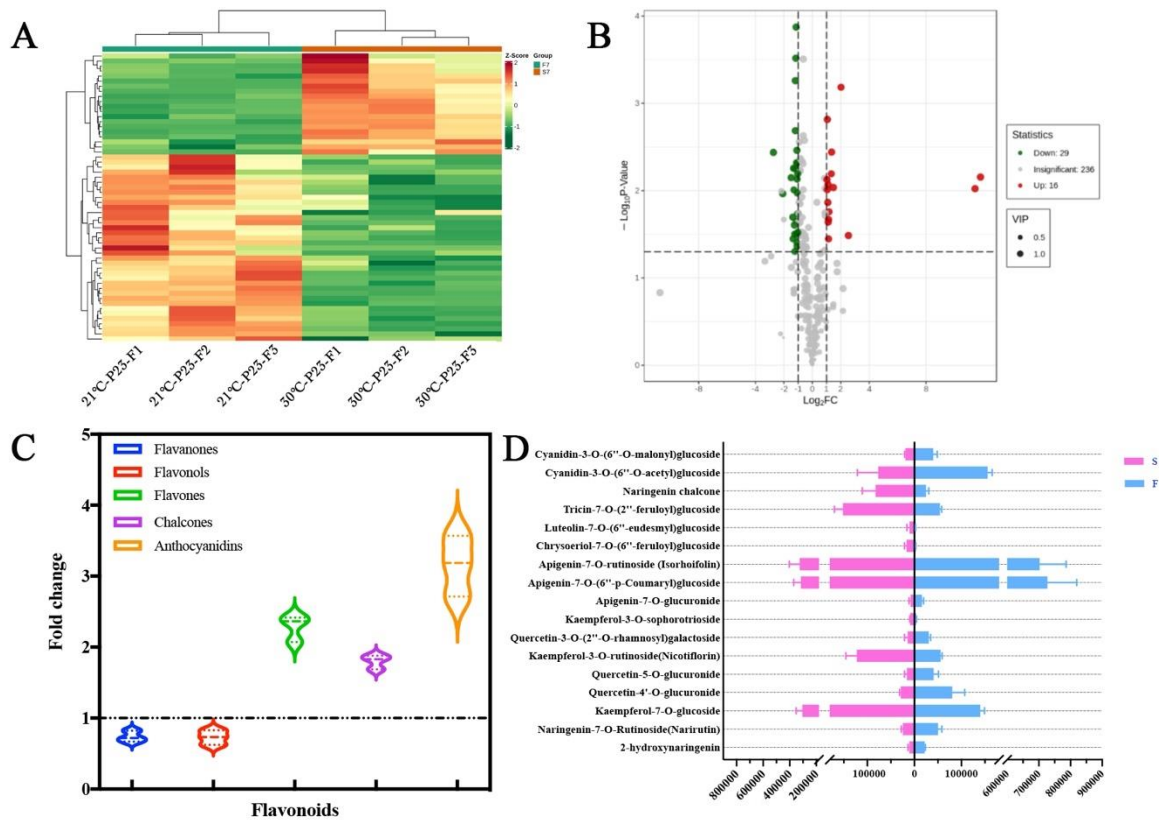 A
Z-Score
Group
2
1
0
-1
-2
F7
S7
21°C-P23-F1
21°C-P23-F2
21°C-P23-F3
30°C-P23-F1
30°C-P23-F2
30°C-P23-F3
B
− Log₁₀P-Value
4
3
2
1
0
-8
-4
-2
-1
0
1
2
4
8
Log₂FC
Statistics
Down: 29
Insignificant: 236
Up: 16
VIP
0.5
1.0
C
Fold change
5
4
3
2
1
0
Flavanones
Flavonols
Flavones
Chalcones
Anthocyanidins
Flavonoids
D
S
F
Cyanidin-3-O-(6''-O-malonyl)glucoside
Cyanidin-3-O-(6''-O-acetyl)glucoside
Naringenin chalcone
Tricin-7-O-(2''-feruloyl)glucoside
Luteolin-7-O-(6''-eudesmyl)glucoside
Chrysoeriol-7-O-(6''-feruloyl)glucoside
Apigenin-7-O-rutinoside (Isorhoifolin)
Apigenin-7-O-(6''-p-Coumaryl)glucoside
Apigenin-7-O-glucuronide
Kaempferol-3-O-sophorotrioside
Quercetin-3-O-(2''-O-rhamnosyl)galactoside
Kaempferol-3-O-rutinoside(Nicotiflorin)
Quercetin-5-O-glucuronide
Quercetin-4'-O-glucuronide
Kaempferol-7-O-glucoside
Naringenin-7-O-Rutinoside(Narirutin)
2-hydroxynaringenin
800000
600000
400000
200000
100000
0
100000
600000
700000
800000
900000